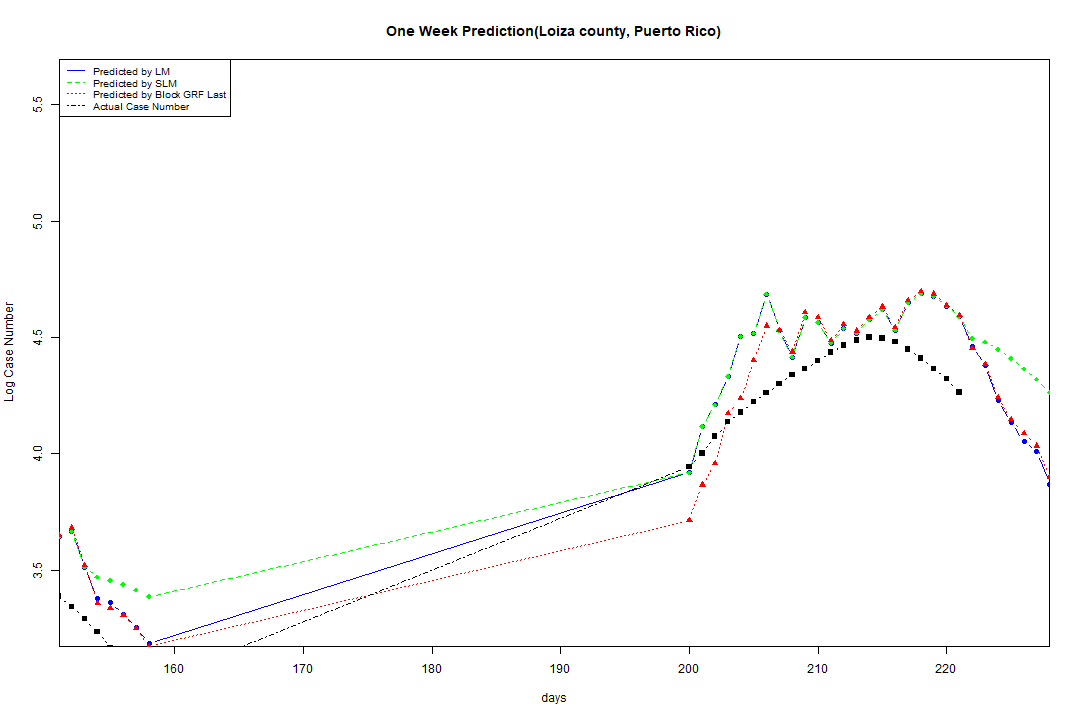 One Week Prediction(Loiza county, Puerto Rico)
Predicted by LM
Predicted by SLM
Predicted by Block GRF Last
Actual Case Number
5.5
5.0
4.5
4.0
3.5
Log Case Number
160 170 180 190 200 210 220
days